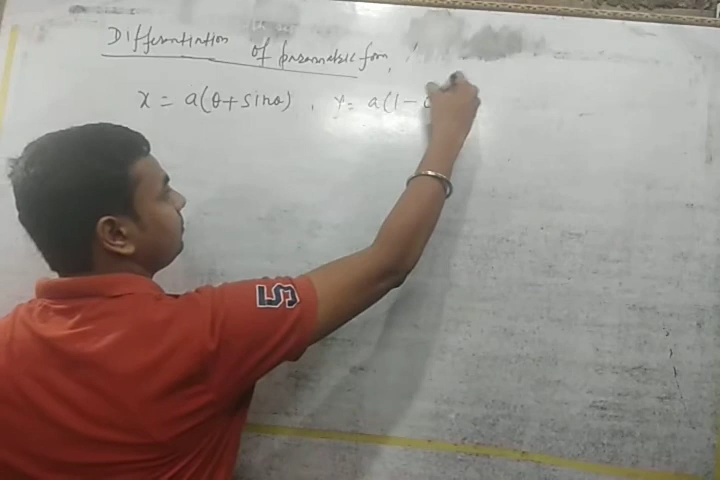 Differentiation of parametric form
x = a(θ+sinθ), y = a(1-c
S